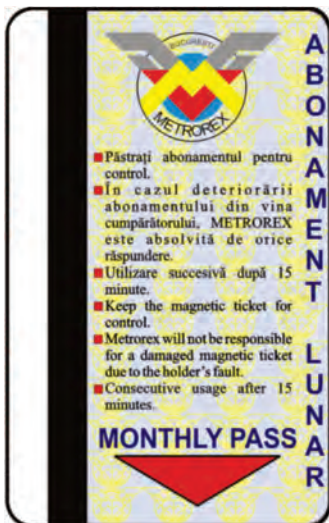 BUCUREȘTI
METROREX
Păstrați abonamentul pentru
control.
În cazul deteriorării
abonamentului din vina
cumpărătorului, METROREX
este absolvită de orice
răspundere.
Utilizare succesivă după 15
minute.
Keep the magnetic ticket for
control.
Metrorex will not be responsible
for a damaged magnetic ticket
due to the holder's fault.
Consecutive usage after 15
minutes.
MONTHLY PASS
ABONAMENT LUNAR